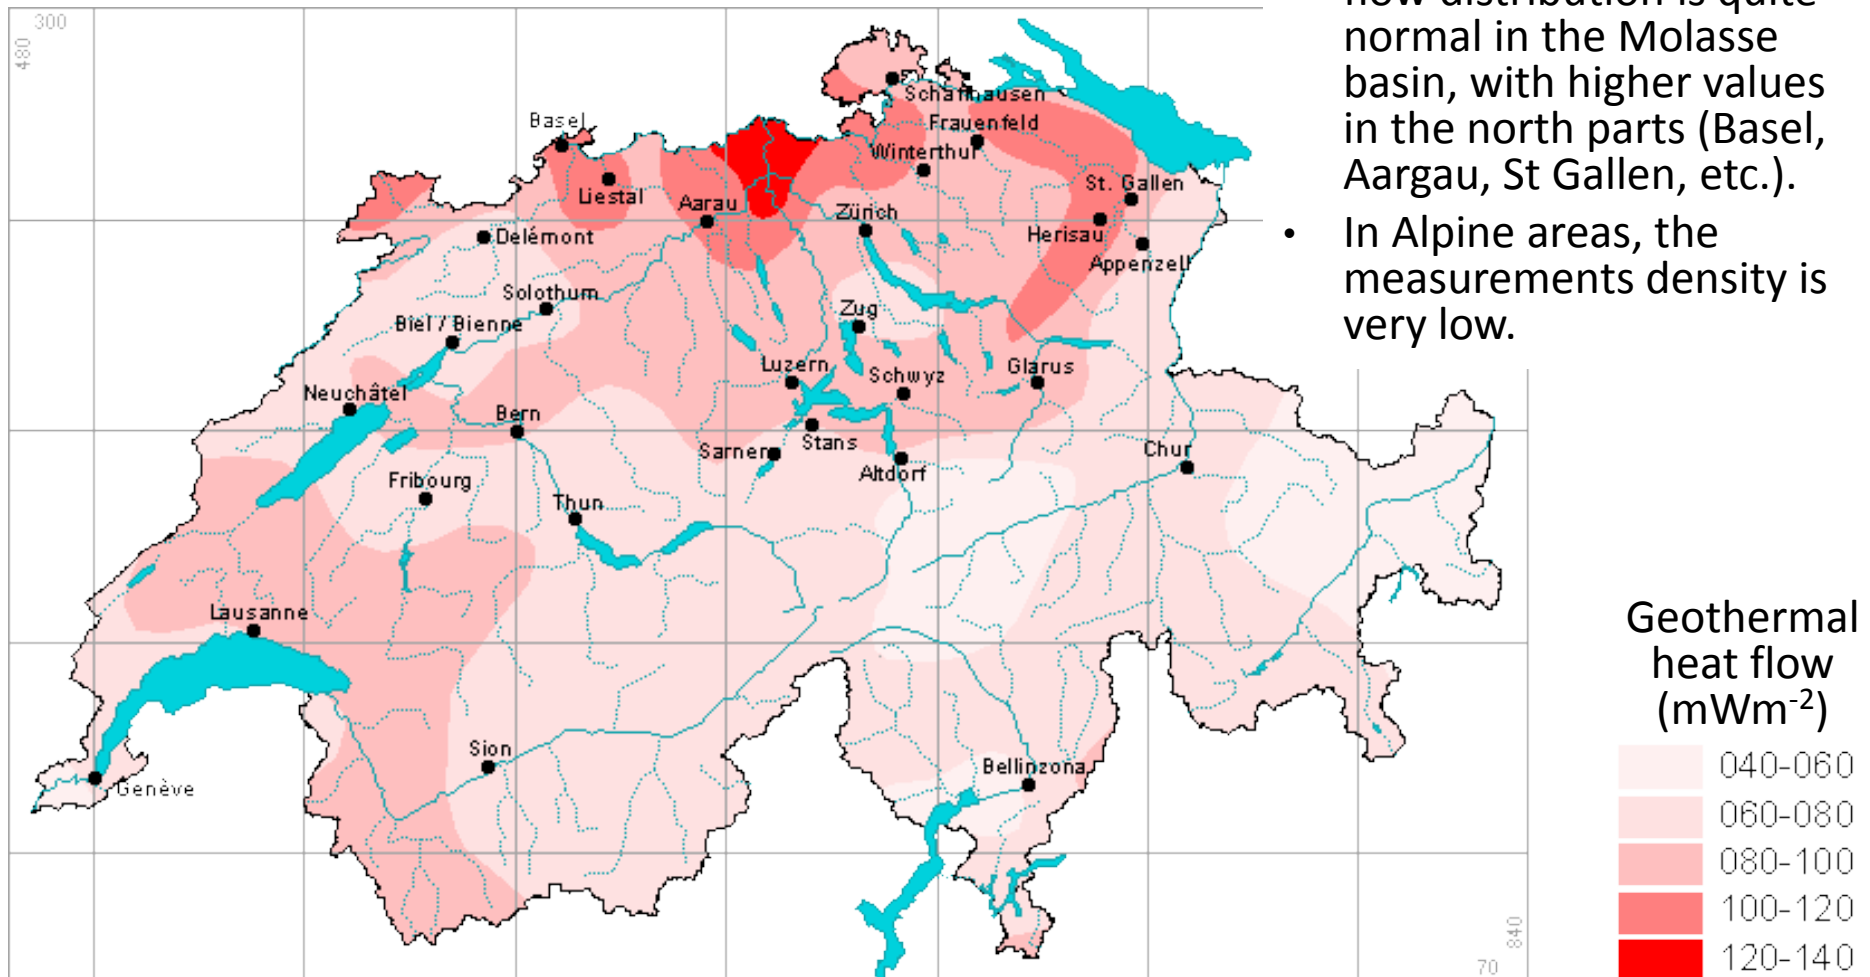 300
480
flow distribution is quite
normal in the Molasse
basin, with higher values
in the north parts (Basel,
Aargau, St Gallen, etc.).
• In Alpine areas, the
measurements density is
very low.
Schaffhausen
Basel
Frauenfeld
Winterthur
Liestal
Aarau
St. Gallen
Zürich
Herisau
Delémont
Appenzell
Solothurn
Biel / Bienne
Zug
Luzern
Schwyz
Glarus
Neuchâtel
Bern
Stans
Sarnen
Chur
Altdorf
Fribourg
Thun
Lausanne
Sion
Bellinzona
Genève
Geothermal
heat flow
(mWm⁻²)
040-060
060-080
080-100
100-120
120-140
840
70